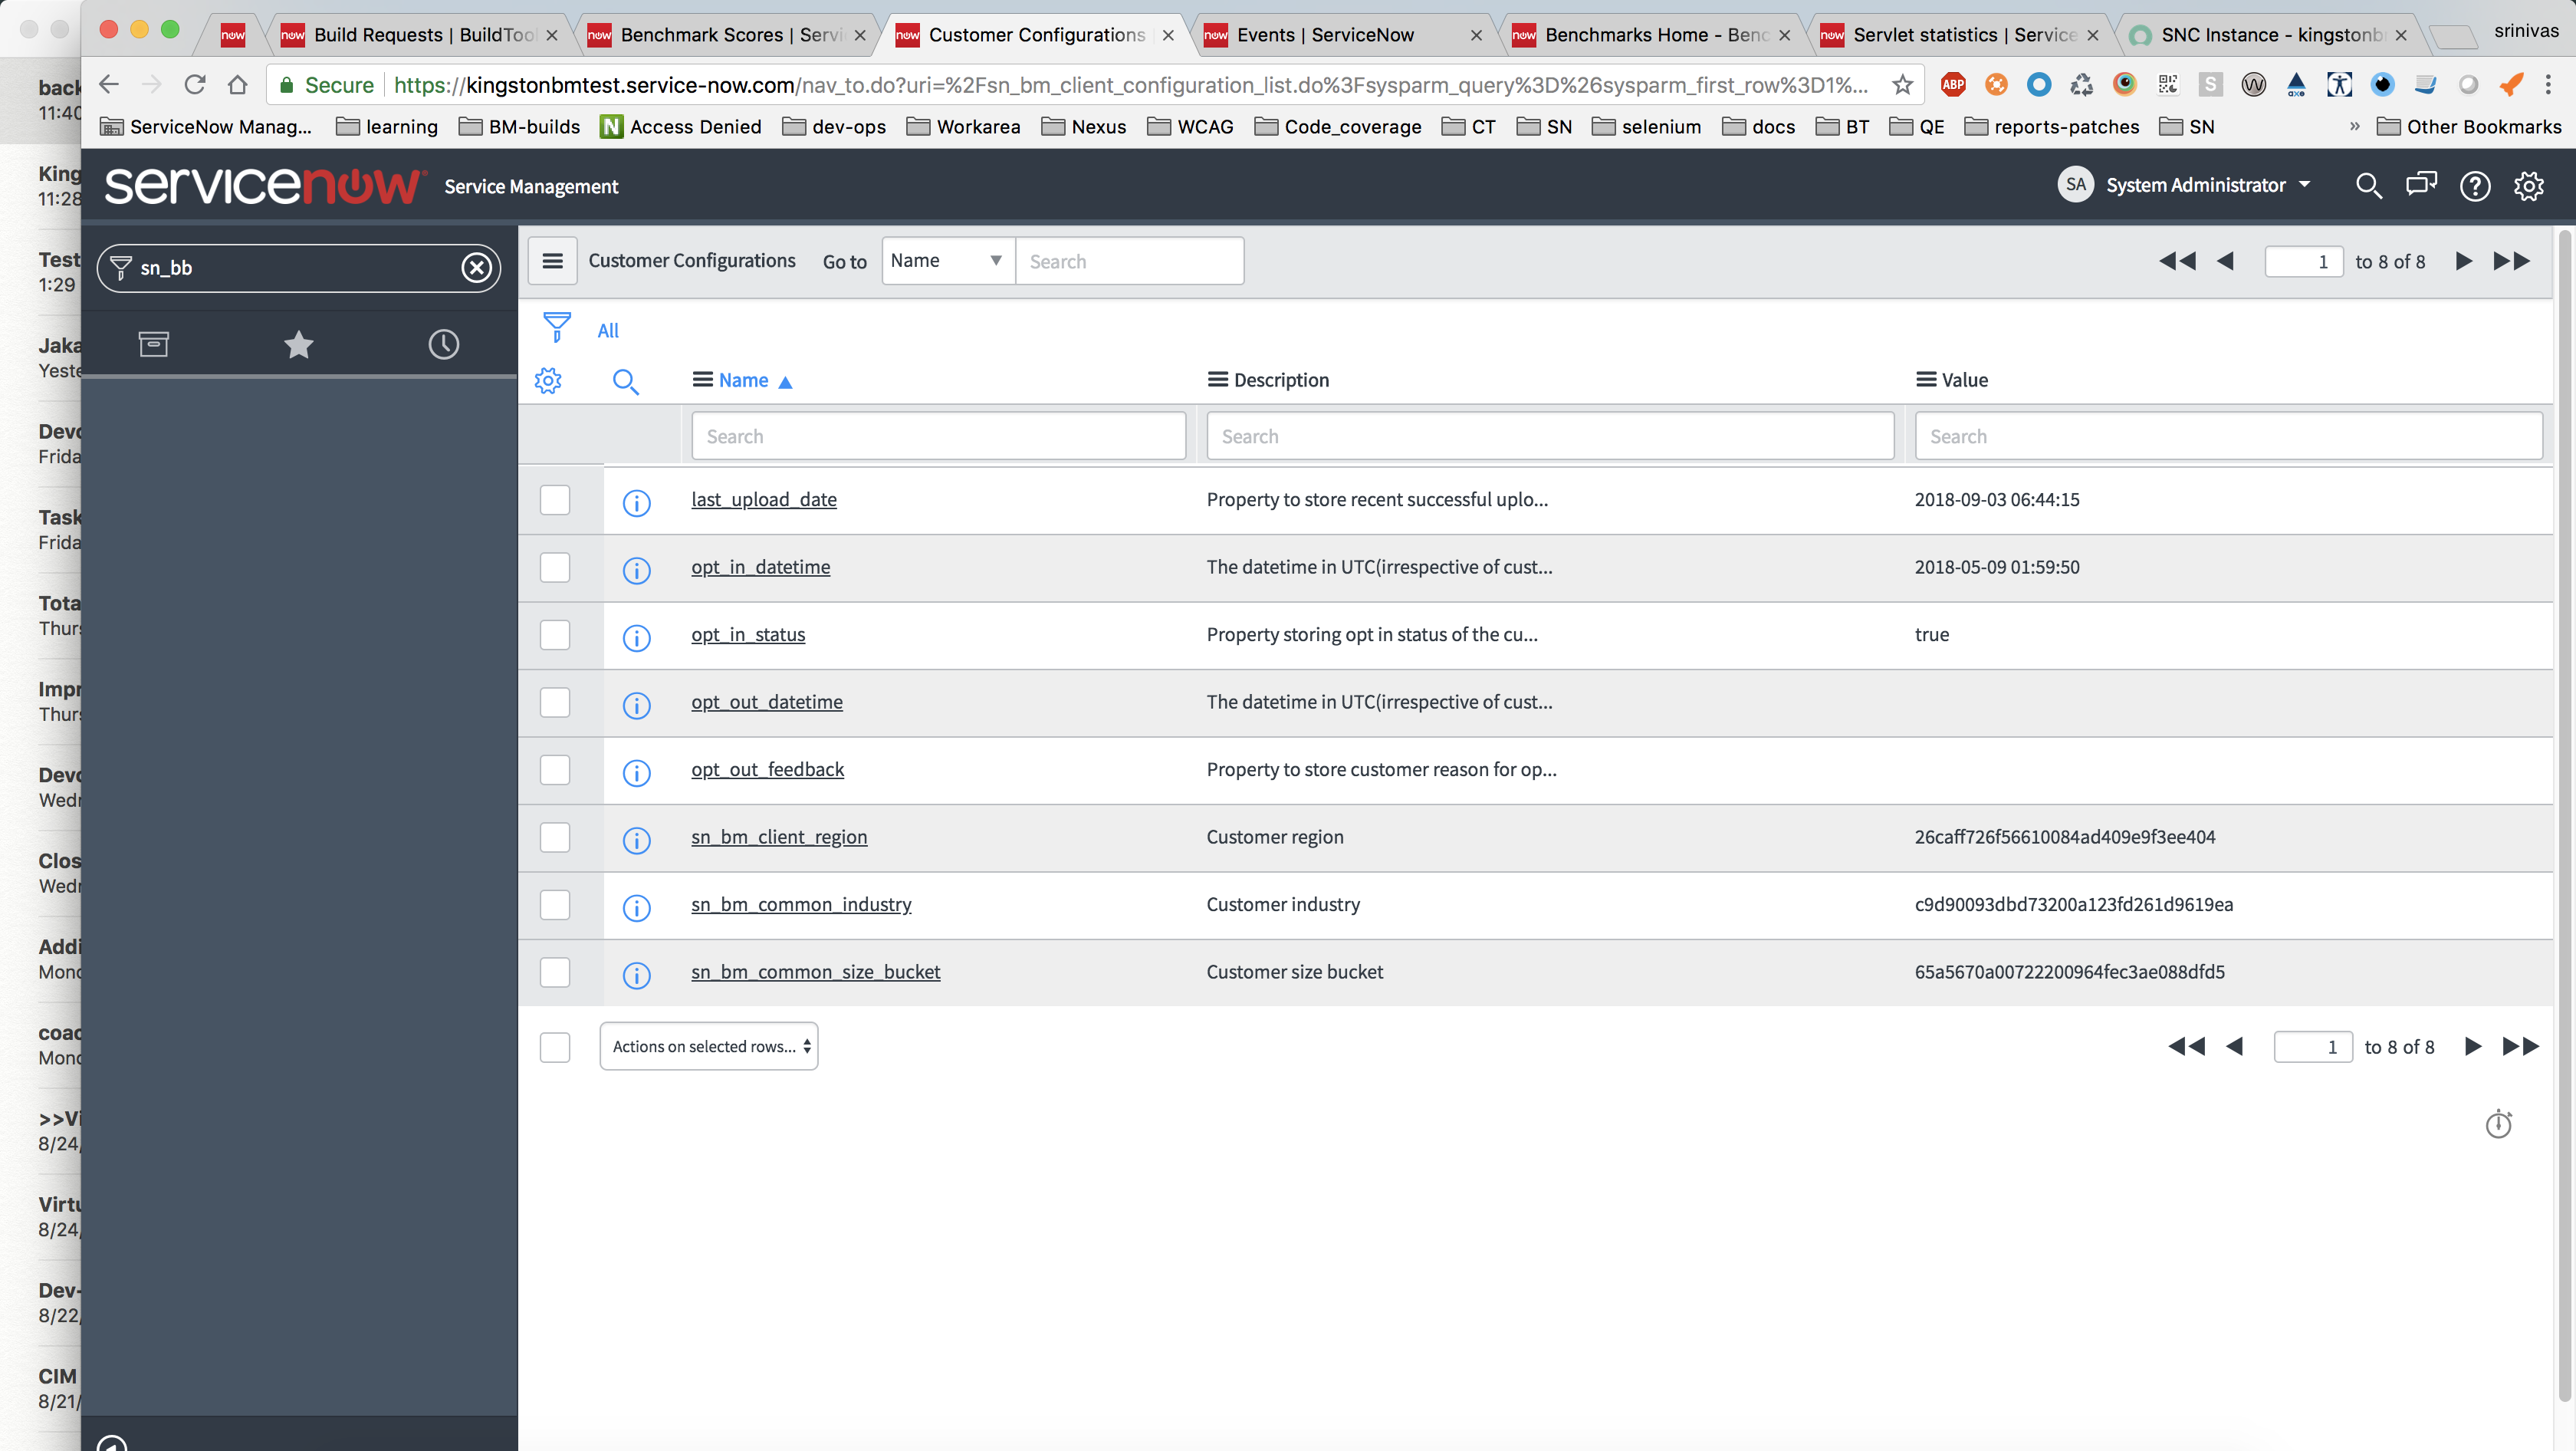 Build Requests | BuildTool
Benchmark Scores | Servi
Customer Configurations
Events | ServiceNow
Benchmarks Home - Benc
Servlet statistics | Service
SNC Instance - kingstonb
srinivas
Secure
https://kingstonbmtest.service-now.com/nav_to.do?uri=%2Fsn_bm_client_configuration_list.do%3Fsysparm_query%3D%26sysparm_first_row%3D1%...
ABP
ServiceNow Manag...
learning
BM-builds
N Access Denied
dev-ops
Workarea
Nexus
WCAG
Code_coverage
CT
SN
selenium
docs
BT
QE
reports-patches
SN
» Other Bookmarks
servicenow Service Management
SA System Administrator
sn_bb
Customer Configurations Go to Name Search
1 to 8 of 8
All
Name Description Value
Search Search Search
last_upload_date Property to store recent successful uplo... 2018-09-03 06:44:15
opt_in_datetime The datetime in UTC(irrespective of cust... 2018-05-09 01:59:50
opt_in_status Property storing opt in status of the cu... true
opt_out_datetime The datetime in UTC(irrespective of cust...
opt_out_feedback Property to store customer reason for op...
sn_bm_client_region Customer region 26caff726f56610084ad409e9f3ee404
sn_bm_common_industry Customer industry c9d90093dbd73200a123fd261d9619ea
sn_bm_common_size_bucket Customer size bucket 65a5670a00722200964fec3ae088dfd5
Actions on selected rows...
1 to 8 of 8
back
11:40
King
11:28
Test
1:29
Jaka
Yeste
Devo
Frida
Task
Frida
Tota
Thurs
Impr
Thurs
Devo
Wedn
Clos
Wedn
Addi
Mond
coac
Mond
>>Vi
8/24/
Virtu
8/24/
Dev-
8/22/
CIM
8/21/